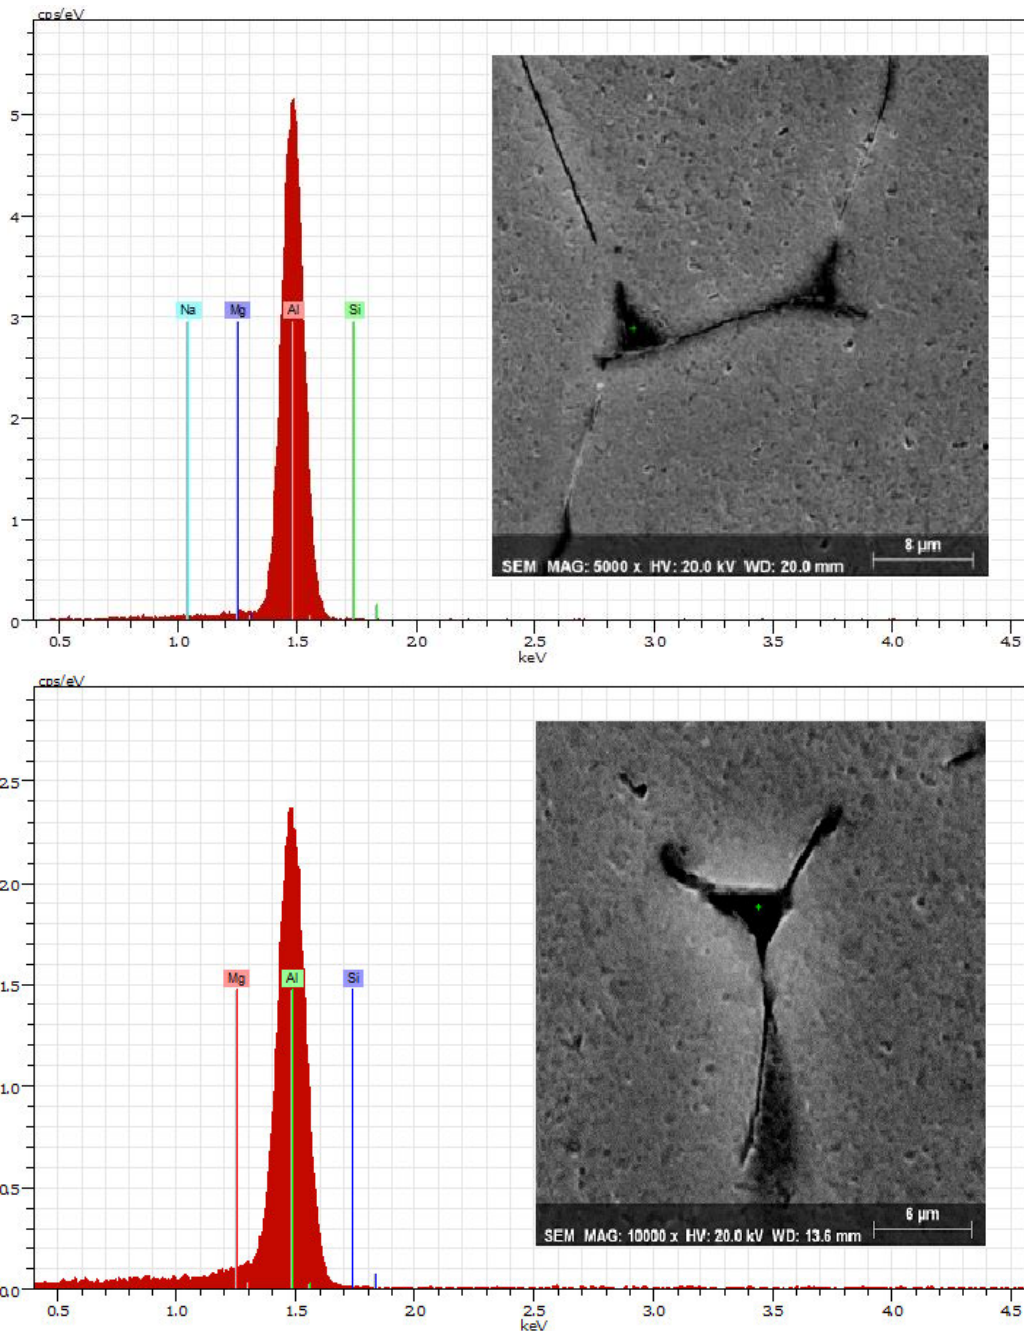 cps/eV
5
4
3
2
1
0
Na Mg Al Si
0.5 1.0 1.5 2.0 2.5 3.0 3.5 4.0 4.5
keV
8 µm
SEM MAG: 5000 x HV: 20.0 kV WD: 20.0 mm
cps/eV
2.5
2.0
1.5
1.0
0.5
0.0
Mg Al Si
0.5 1.0 1.5 2.0 2.5 3.0 3.5 4.0 4.5
keV
6 µm
SEM MAG: 10000 x HV: 20.0 kV WD: 13.6 mm